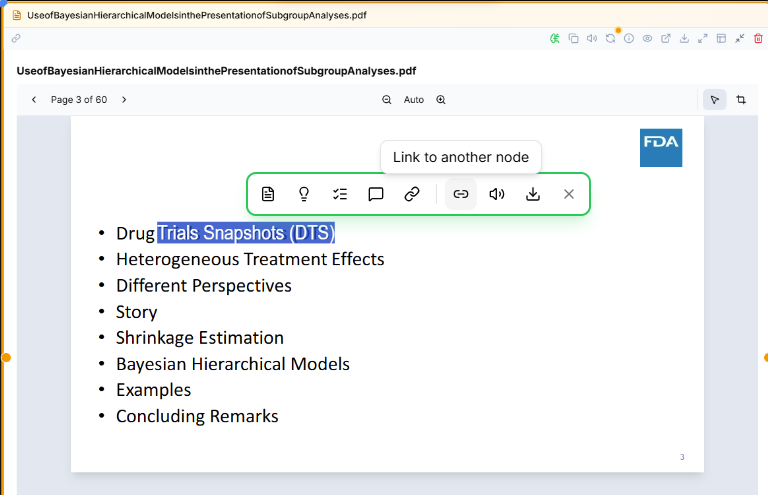 UseofBayesianHierarchicalModelsinthePresentationofSubgroupAnalyses.pdf
UseofBayesianHierarchicalModelsinthePresentationofSubgroupAnalyses.pdf
Page 3 of 60
Auto
FDA
Link to another node
• Drug Trials Snapshots (DTS)
• Heterogeneous Treatment Effects
• Different Perspectives
• Story
• Shrinkage Estimation
• Bayesian Hierarchical Models
• Examples
• Concluding Remarks
3